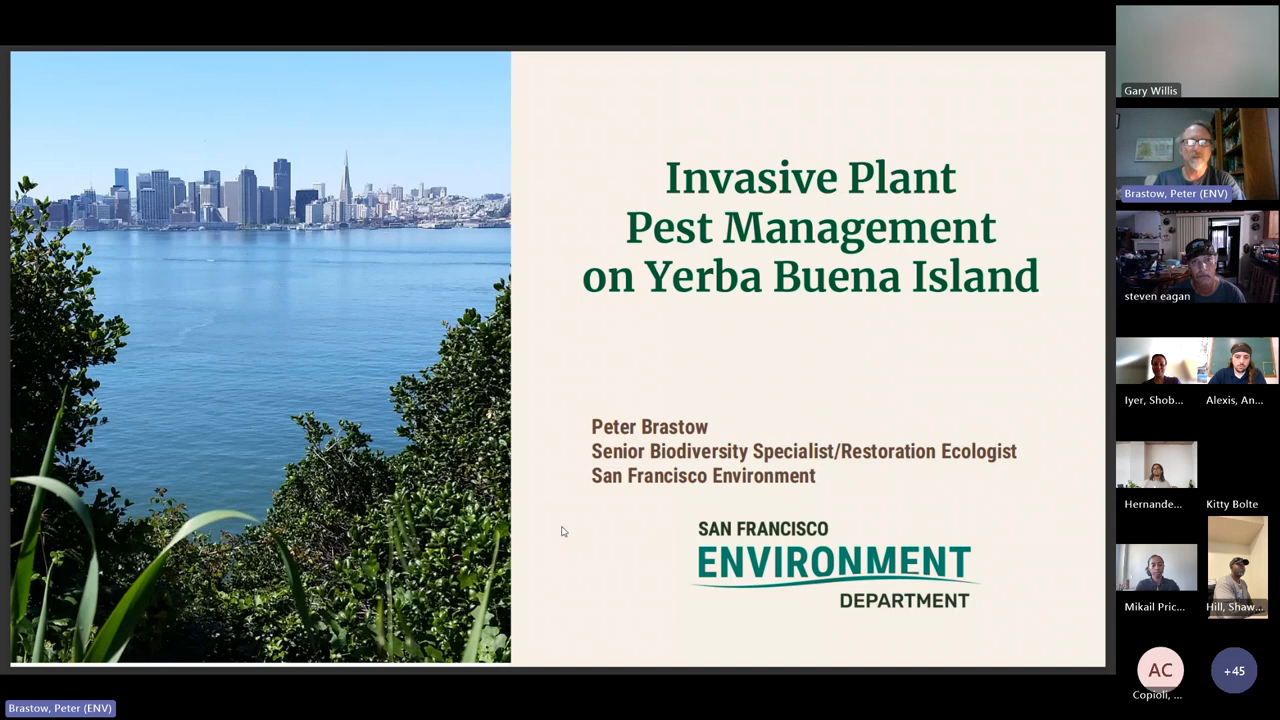 Invasive Plant
Pest Management
on Yerba Buena Island
Peter Brastow
Senior Biodiversity Specialist/Restoration Ecologist
San Francisco Environment
SAN FRANCISCO
ENVIRONMENT
DEPARTMENT
Gary Willis
Brastow, Peter (ENV)
steven eagan
Iyer, Shob...
Alexis, An...
Hernande...
Kitty Bolte
Mikail Pric...
Hill, Shaw...
AC
Copioli, ...
+45
Brastow, Peter (ENV)